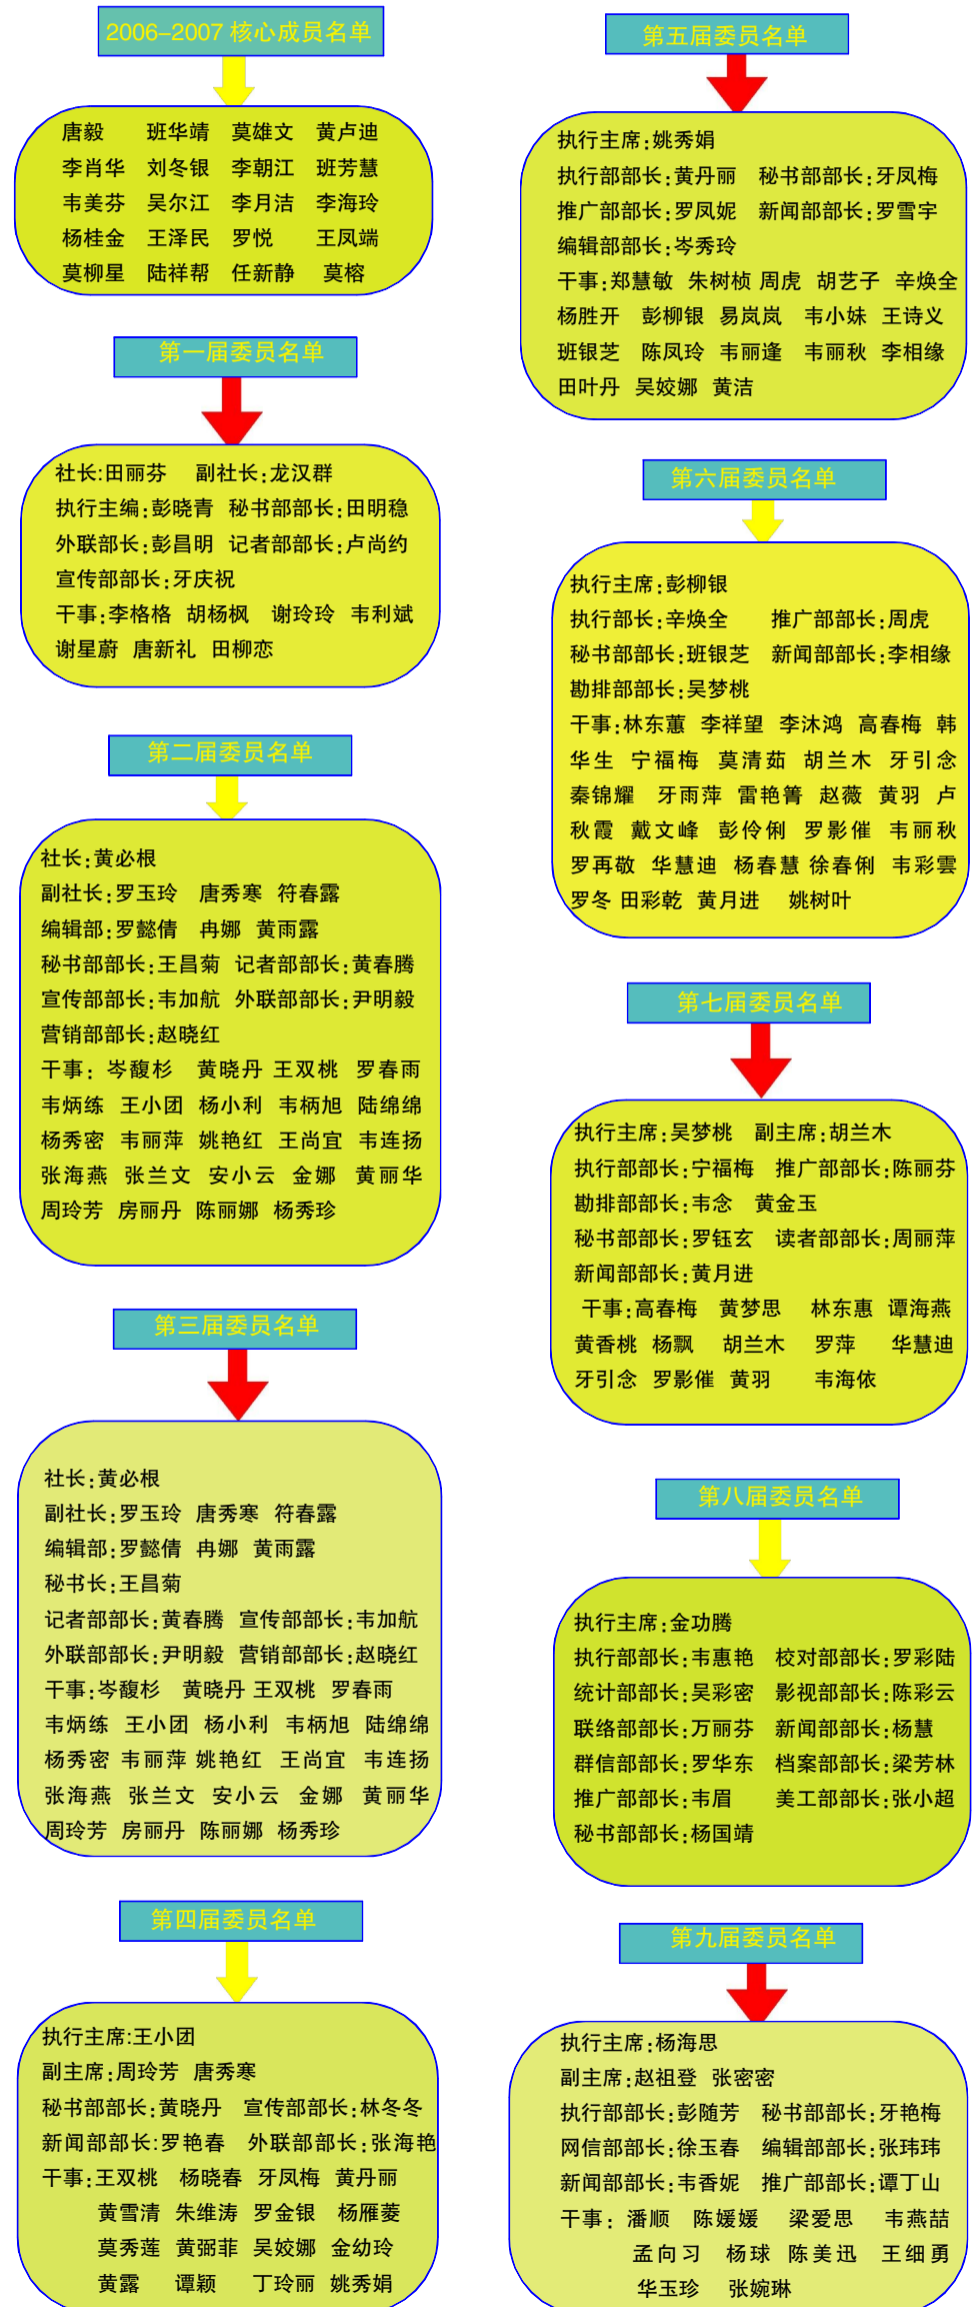 2006-2007 核心成员名单
唐毅 班华靖 莫雄文 黄卢迪
李肖华 刘冬银 李朝江 班芳慧
韦美芬 吴尔江 李月洁 李海玲
杨桂金 王泽民 罗悦 王凤端
莫柳星 陆祥帮 任新静 莫榕
第一届委员名单
社长:田丽芬 副社长:龙汉群
执行主编:彭晓青 秘书部部长:田明稳
外联部长:彭昌明 记者部部长:卢尚约
宣传部部长:牙庆祝
干事:李格格 胡杨枫 谢玲玲 韦利斌
谢星蔚 唐新礼 田柳恋
第二届委员名单
社长:黄必根
副社长:罗玉玲 唐秀寒 符春露
编辑部:罗懿倩 冉娜 黄雨露
秘书部部长:王昌菊 记者部部长:黄春腾
宣传部部长:韦加航 外联部部长:尹明毅
营销部部长:赵晓红
干事: 岑馥杉 黄晓丹 王双桃 罗春雨
韦炳练 王小团 杨小利 韦柄旭 陆绵绵
杨秀密 韦丽萍 姚艳红 王尚宜 韦连扬
张海燕 张兰文 安小云 金娜 黄丽华
周玲芳 房丽丹 陈丽娜 杨秀珍
第三届委员名单
社长:黄必根
副社长:罗玉玲 唐秀寒 符春露
编辑部:罗懿倩 冉娜 黄雨露
秘书长:王昌菊
记者部部长:黄春腾 宣传部部长:韦加航
外联部部长:尹明毅 营销部部长:赵晓红
干事:岑馥杉 黄晓丹 王双桃 罗春雨
韦炳练 王小团 杨小利 韦柄旭 陆绵绵
杨秀密 韦丽萍 姚艳红 王尚宜 韦连扬
张海燕 张兰文 安小云 金娜 黄丽华
周玲芳 房丽丹 陈丽娜 杨秀珍
第四届委员名单
执行主席:王小团
副主席:周玲芳 唐秀寒
秘书部部长:黄晓丹 宣传部部长:林冬冬
新闻部部长:罗艳春 外联部部长:张海艳
干事:王双桃 杨晓春 牙凤梅 黄丹丽
黄雪清 朱维涛 罗金银 杨雁菱
莫秀莲 黄弼菲 吴姣娜 金幼玲
黄露 谭颖 丁玲丽 姚秀娟
第五届委员名单
执行主席:姚秀娟
执行部部长:黄丹丽 秘书部部长:牙凤梅
推广部部长:罗凤妮 新闻部部长:罗雪宇
编辑部部长:岑秀玲
干事:郑慧敏 朱树桢 周虎 胡艺子 辛焕全
杨胜开 彭柳银 易岚岚 韦小妹 王诗义
班银芝 陈凤玲 韦丽逢 韦丽秋 李相缘
田叶丹 吴姣娜 黄洁
第六届委员名单
执行主席:彭柳银
执行部长:辛焕全 推广部部长:周虎
秘书部部长:班银芝 新闻部部长:李相缘
勘排部部长:吴梦桃
干事:林东蕙 李祥望 李沐鸿 高春梅 韩
华生 宁福梅 莫清茹 胡兰木 牙引念
秦锦耀 牙雨萍 雷艳箐 赵薇 黄羽 卢
秋霞 戴文峰 彭伶俐 罗影催 韦丽秋
罗再敬 华慧迪 杨春慧 徐春俐 韦彩雲
罗冬 田彩乾 黄月进 姚树叶
第七届委员名单
执行主席:吴梦桃 副主席:胡兰木
执行部部长:宁福梅 推广部部长:陈丽芬
勘排部部长:韦念 黄金玉
秘书部部长:罗钰玄 读者部部长:周丽萍
新闻部部长:黄月进
干事:高春梅 黄梦思 林东惠 谭海燕
黄香桃 杨飘 胡兰木 罗萍 华慧迪
牙引念 罗影催 黄羽 韦海依
第八届委员名单
执行主席:金功腾
执行部部长:韦惠艳 校对部部长:罗彩陆
统计部部长:吴彩密 影视部部长:陈彩云
联络部部长:万丽芬 新闻部部长:杨慧
群信部部长:罗华东 档案部部长:梁芳林
推广部部长:韦眉 美工部部长:张小超
秘书部部长:杨国靖
第九届委员名单
执行主席:杨海思
副主席:赵祖登 张密密
执行部部长:彭随芳 秘书部部长:牙艳梅
网信部部长:徐玉春 编辑部部长:张玮玮
新闻部部长:韦香妮 推广部部长:谭丁山
干事: 潘顺 陈媛媛 梁爱思 韦燕喆
孟向习 杨球 陈美迅 王细勇
华玉珍 张婉琳